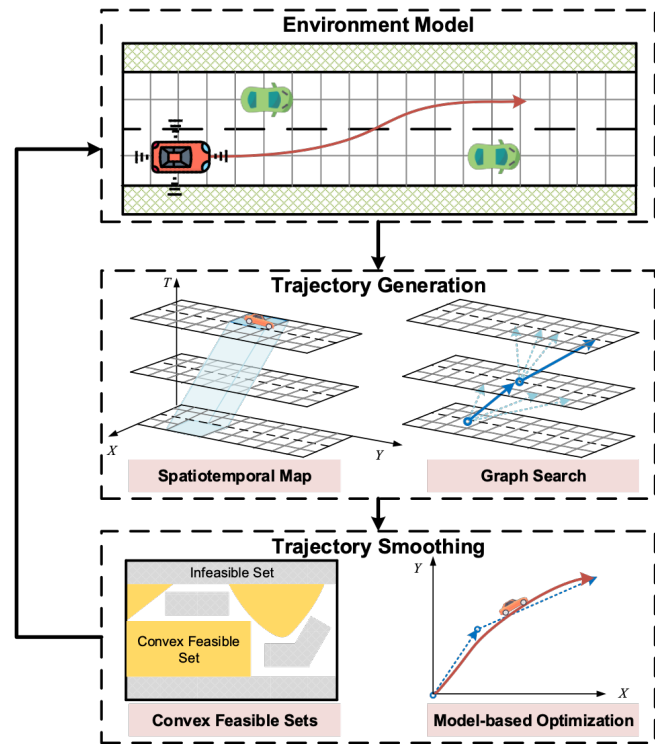 Environment Model
Trajectory Generation
T
X
Y
Spatiotemporal Map
Graph Search
Trajectory Smoothing
Infeasible Set
Convex Feasible
Set
Y
X
Convex Feasible Sets
Model-based Optimization